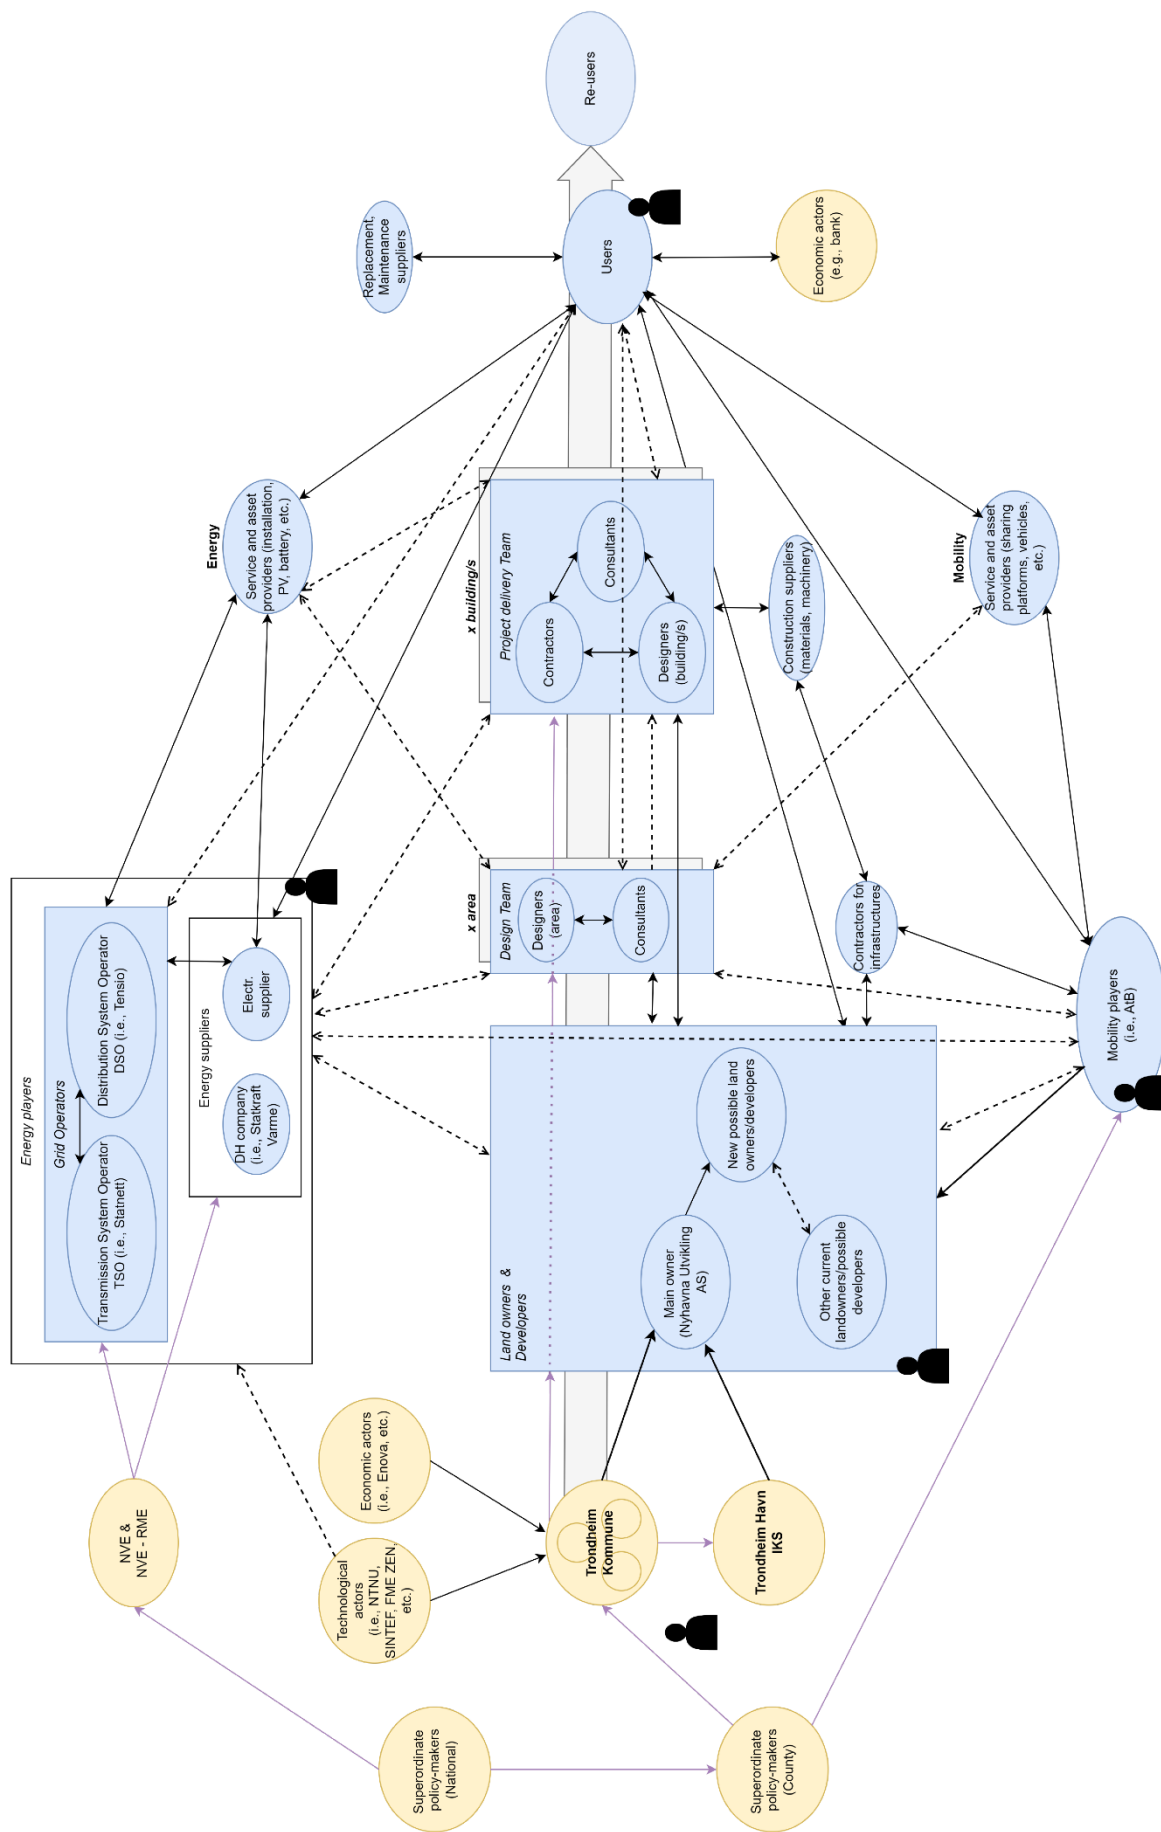 Superordinate
policy-makers
(National)
Superordinate
policy-makers
(County)
NVE &
NVE - RME
Technological
actors
(i.e., NTNU,
SINTEF, FME ZEN,
etc.)
Economic actors
(i.e., Enova, etc.)
Trondheim
Kommune
Trondheim Havn
IKS
Energy players
Grid Operators
Transmission System Operator
TSO (i.e., Statnett)
Distribution System Operator
DSO (i.e., Tensio)
Energy suppliers
DH company
(i.e., Statkraft
Varme)
Electr.
supplier
Land owners &
Developers
Main owner
(Nyhavna Utvikling
AS)
New possible land
owners/developers
Other current
landowners/possible
developers
Mobility players
(i.e., AtB)
x area
Design Team
Designers
(area)
Consultants
Contractors for
infrastructures
x building/s
Project delivery Team
Contractors
Consultants
Designers
(building/s)
Construction suppliers
(materials, machinery)
Energy
Service and asset
providers (installation,
PV, battery, etc.)
Mobility
Service and asset
providers (sharing
platforms, vehicles,
etc.)
Replacement,
Maintenance
suppliers
Users
Economic actors
(e.g., bank)
Re-users